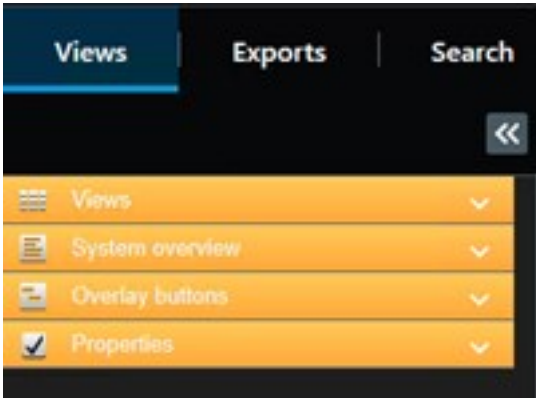 Views Exports Search
Views
System overview
Overlay buttons
Properties